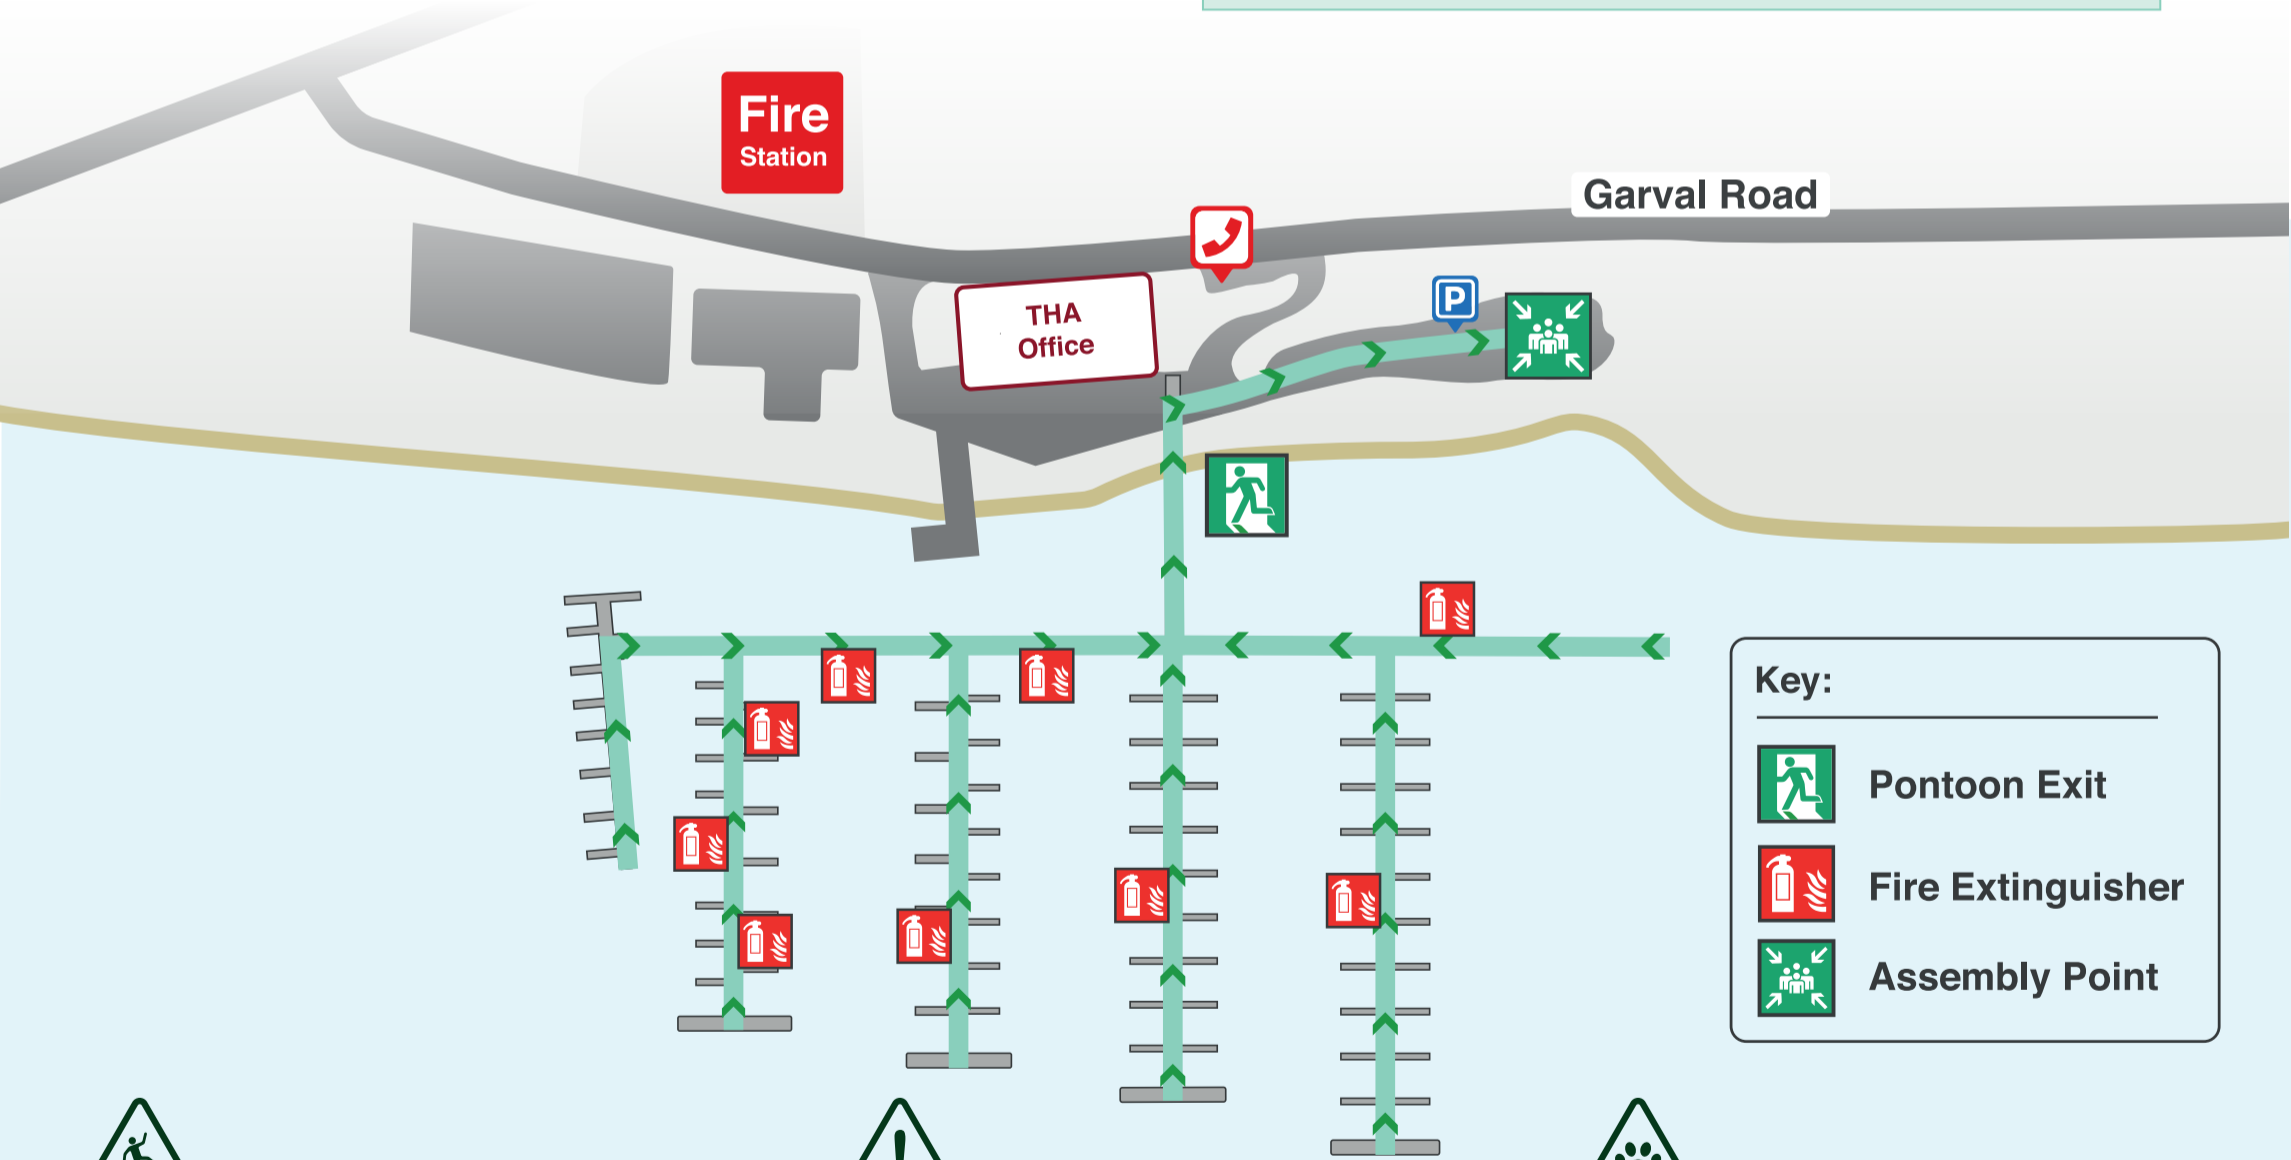 Fire
Station
Garval Road
P
THA
Office
Key:
Pontoon Exit
Fire Extinguisher
Assembly Point